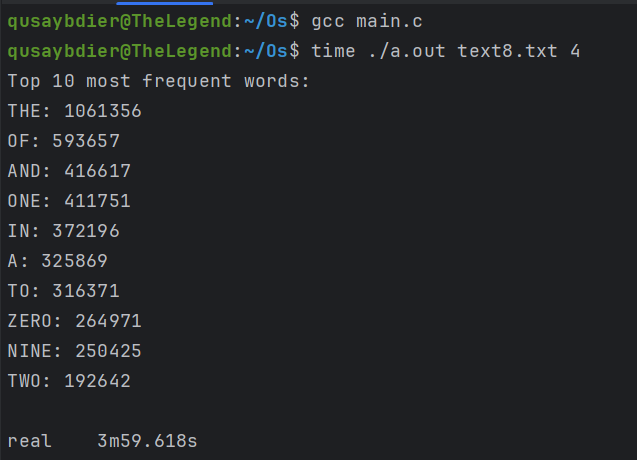 qusaybdier@TheLegend:~/Os$ gcc main.c
qusaybdier@TheLegend:~/Os$ time ./a.out text8.txt 4
Top 10 most frequent words:
THE: 1061356
OF: 593657
AND: 416617
ONE: 411751
IN: 372196
A: 325869
TO: 316371
ZERO: 264971
NINE: 250425
TWO: 192642
real    3m59.618s